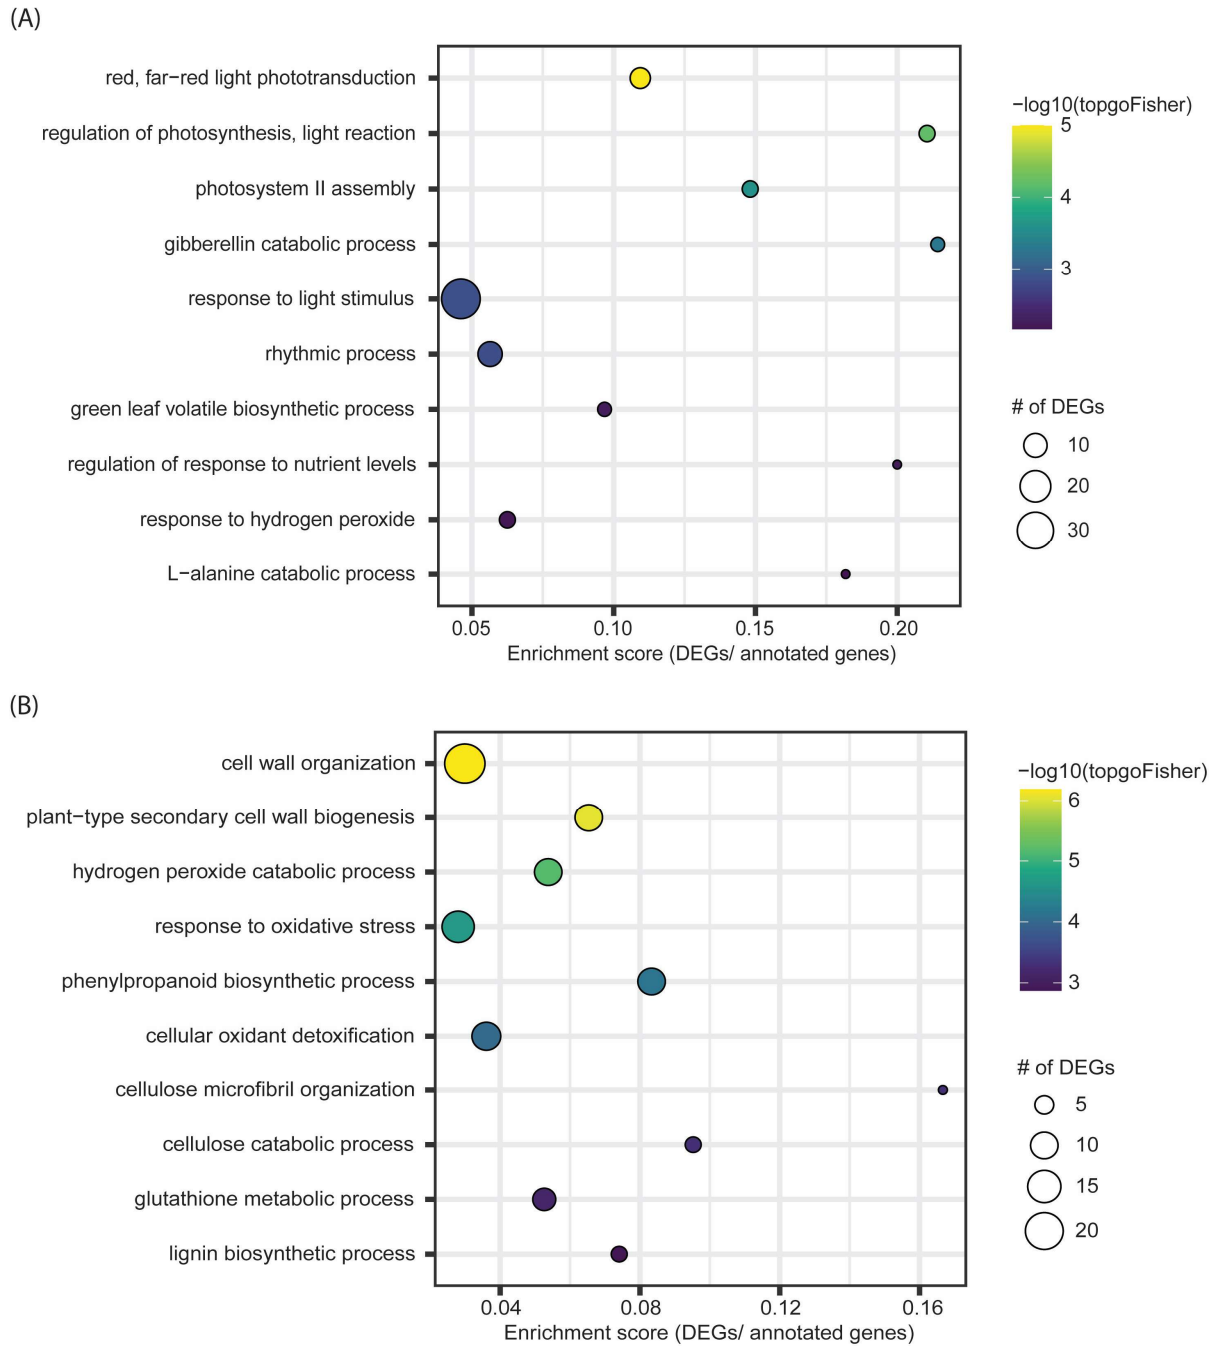 (A)
red, far−red light phototransduction
regulation of photosynthesis, light reaction
photosystem II assembly
gibberellin catabolic process
response to light stimulus
rhythmic process
green leaf volatile biosynthetic process
regulation of response to nutrient levels
response to hydrogen peroxide
L−alanine catabolic process
0.05 0.10 0.15 0.20
Enrichment score (DEGs/ annotated genes)
−log10(topgoFisher)
5
4
3
# of DEGs
10
20
30
(B)
cell wall organization
plant−type secondary cell wall biogenesis
hydrogen peroxide catabolic process
response to oxidative stress
phenylpropanoid biosynthetic process
cellular oxidant detoxification
cellulose microfibril organization
cellulose catabolic process
glutathione metabolic process
lignin biosynthetic process
0.04 0.08 0.12 0.16
Enrichment score (DEGs/ annotated genes)
−log10(topgoFisher)
6
5
4
3
# of DEGs
5
10
15
20